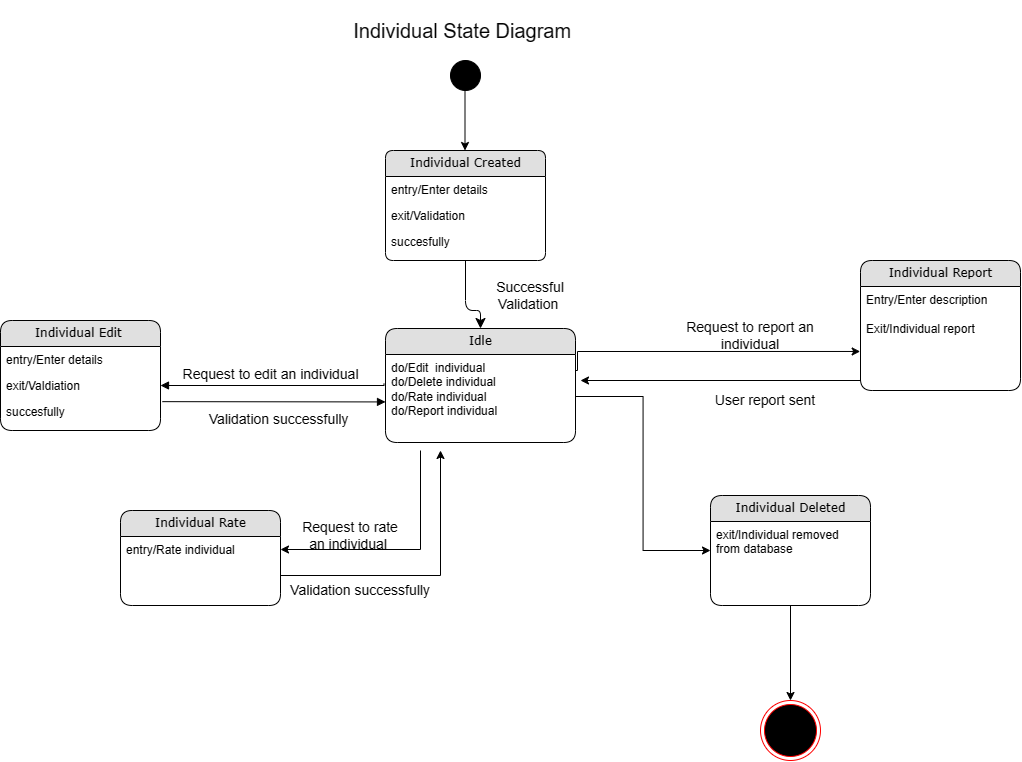 Individual State Diagram
Individual Created
entry/Enter details
exit/Validation
succesfully
Successful
Validation
Individual Report
Entry/Enter description
Exit/Individual report
Individual Edit
entry/Enter details
exit/Valdiation
succesfully
Idle
do/Edit  individual
do/Delete individual
do/Rate individual
do/Report individual
Request to report an
individual
Request to edit an individual
Validation successfully
User report sent
Individual Rate
entry/Rate individual
Request to rate
an individual
Validation successfully
Individual Deleted
exit/Individual removed
from database